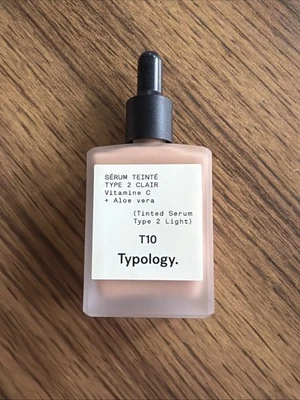 SÉRUM TEINTÉ
TYPE 2 CLAIR
Vitamine C
+ Aloe vera
(Tinted Serum
Type 2 Light)
T10
Typology.